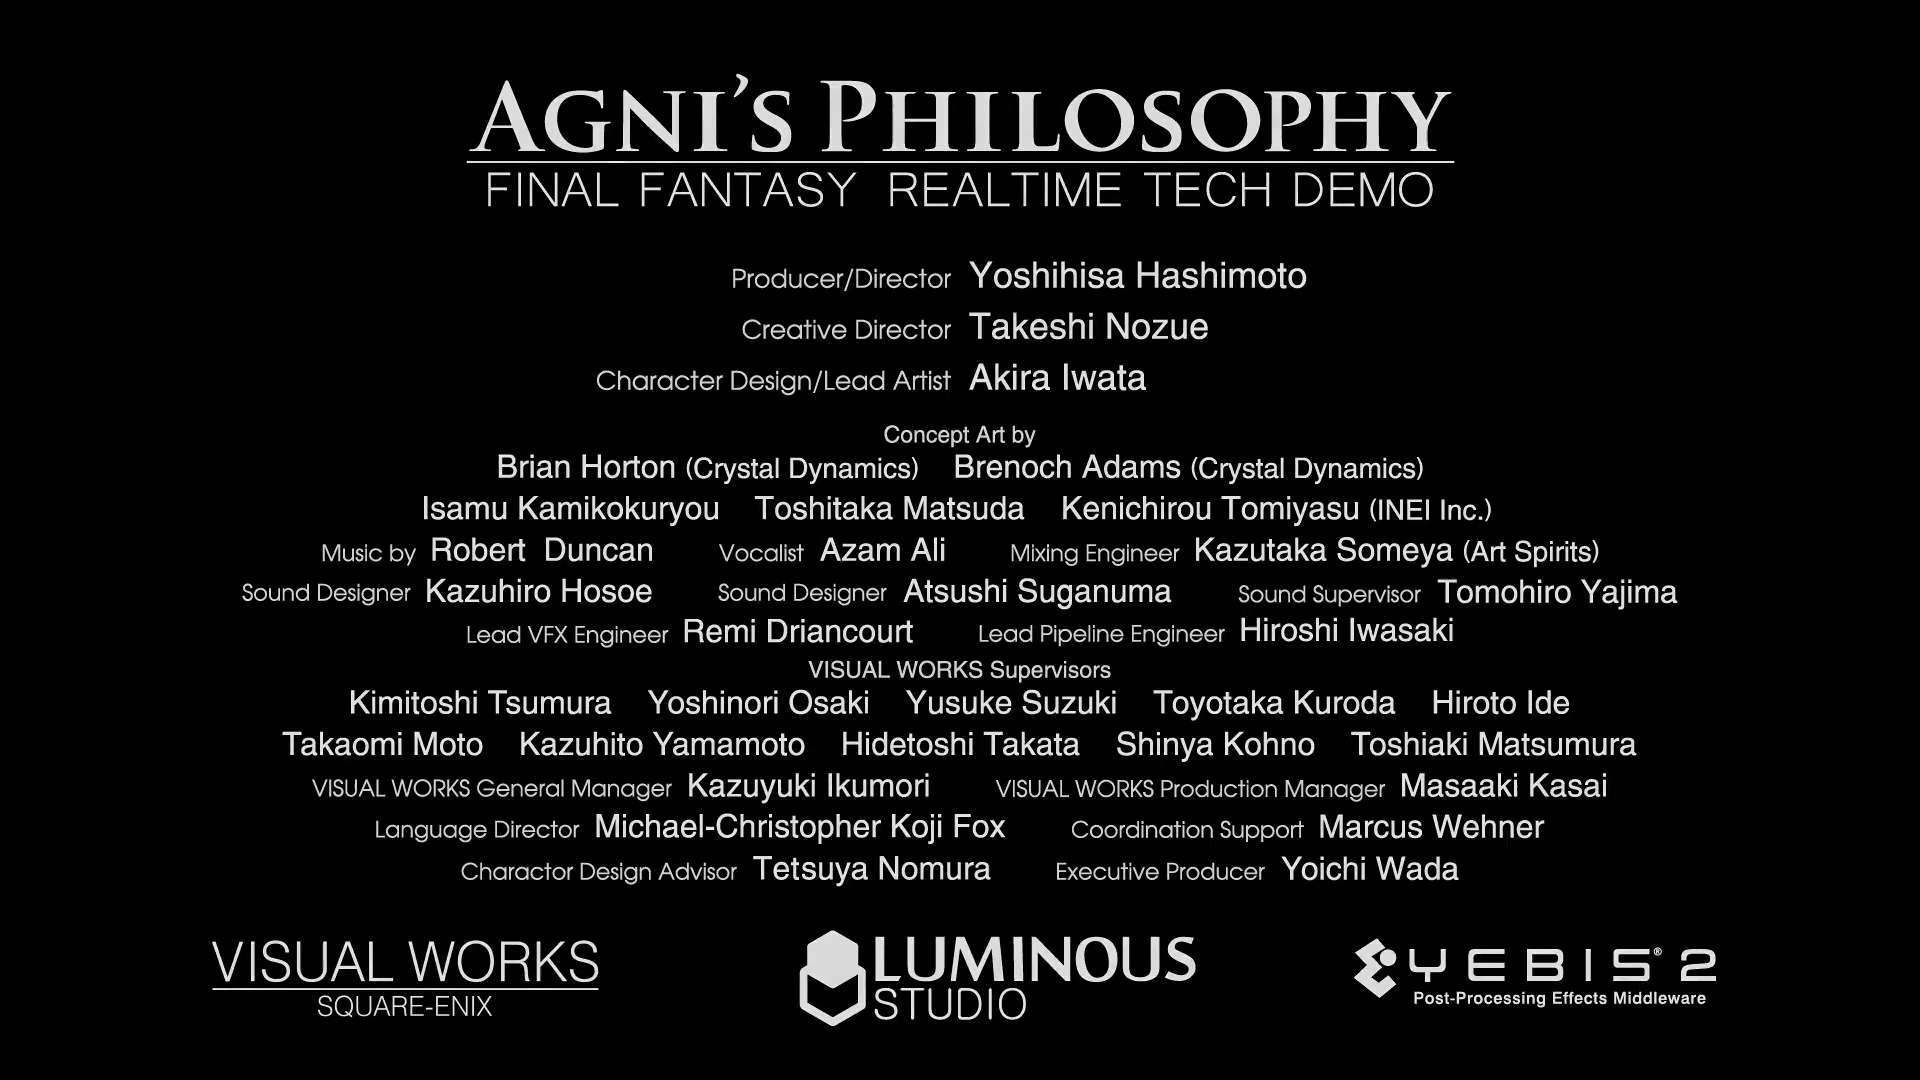 AGNI'S PHILOSOPHY
FINAL FANTASY REALTIME TECH DEMO
Producer/Director Yoshihisa Hashimoto
Creative Director Takeshi Nozue
Character Design/Lead Artist Akira Iwata
Concept Art by
Brian Horton (Crystal Dynamics) Brenoch Adams (Crystal Dynamics)
Isamu Kamikokuryou Toshitaka Matsuda Kenichirou Tomiyasu (INEI Inc.)
Music by Robert Duncan Vocalist Azam Ali Mixing Engineer Kazutaka Someya (Art Spirits)
Sound Designer Kazuhiro Hosoe Sound Designer Atsushi Suganuma Sound Supervisor Tomohiro Yajima
Lead VFX Engineer Remi Driancourt Lead Pipeline Engineer Hiroshi Iwasaki
VISUAL WORKS Supervisors
Kimitoshi Tsumura Yoshinori Osaki Yusuke Suzuki Toyotaka Kuroda Hiroto Ide
Takaomi Moto Kazuhito Yamamoto Hidetoshi Takata Shinya Kohno Toshiaki Matsumura
VISUAL WORKS General Manager Kazuyuki Ikumori VISUAL WORKS Production Manager Masaaki Kasai
Language Director Michael-Christopher Koji Fox Coordination Support Marcus Wehner
Charactor Design Advisor Tetsuya Nomura Executive Producer Yoichi Wada
VISUAL WORKS
SQUARE-ENIX
LUMINOUS
STUDIO
YEBIS® 2
Post-Processing Effects Middleware